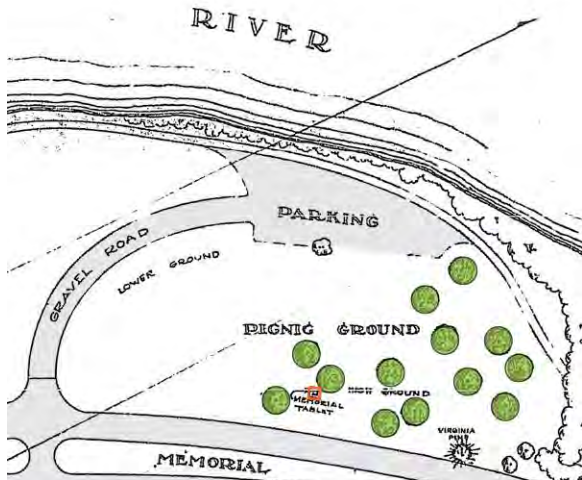 RIVER
PARKING
GRAVEL ROAD
LOWER GROUND
PICNIC GROUND
HIGH GROUND
MEMORIAL
TABLET
VIRGINIA
PINE
MEMORIAL